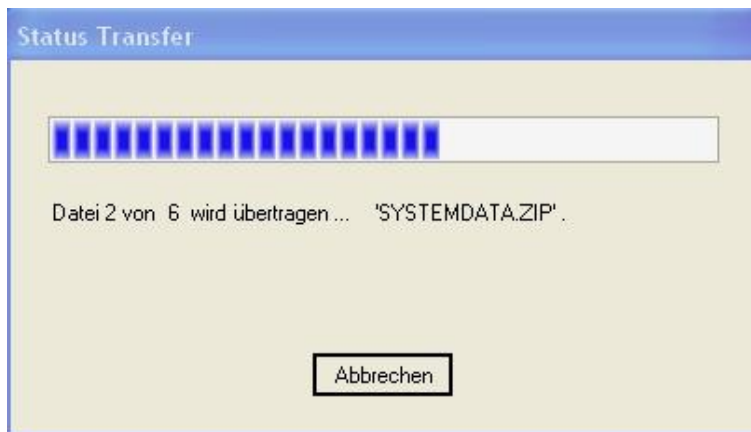 Status Transfer
Datei 2 von 6 wird übertragen ... 'SYSTEMDATA.ZIP' .
Abbrechen